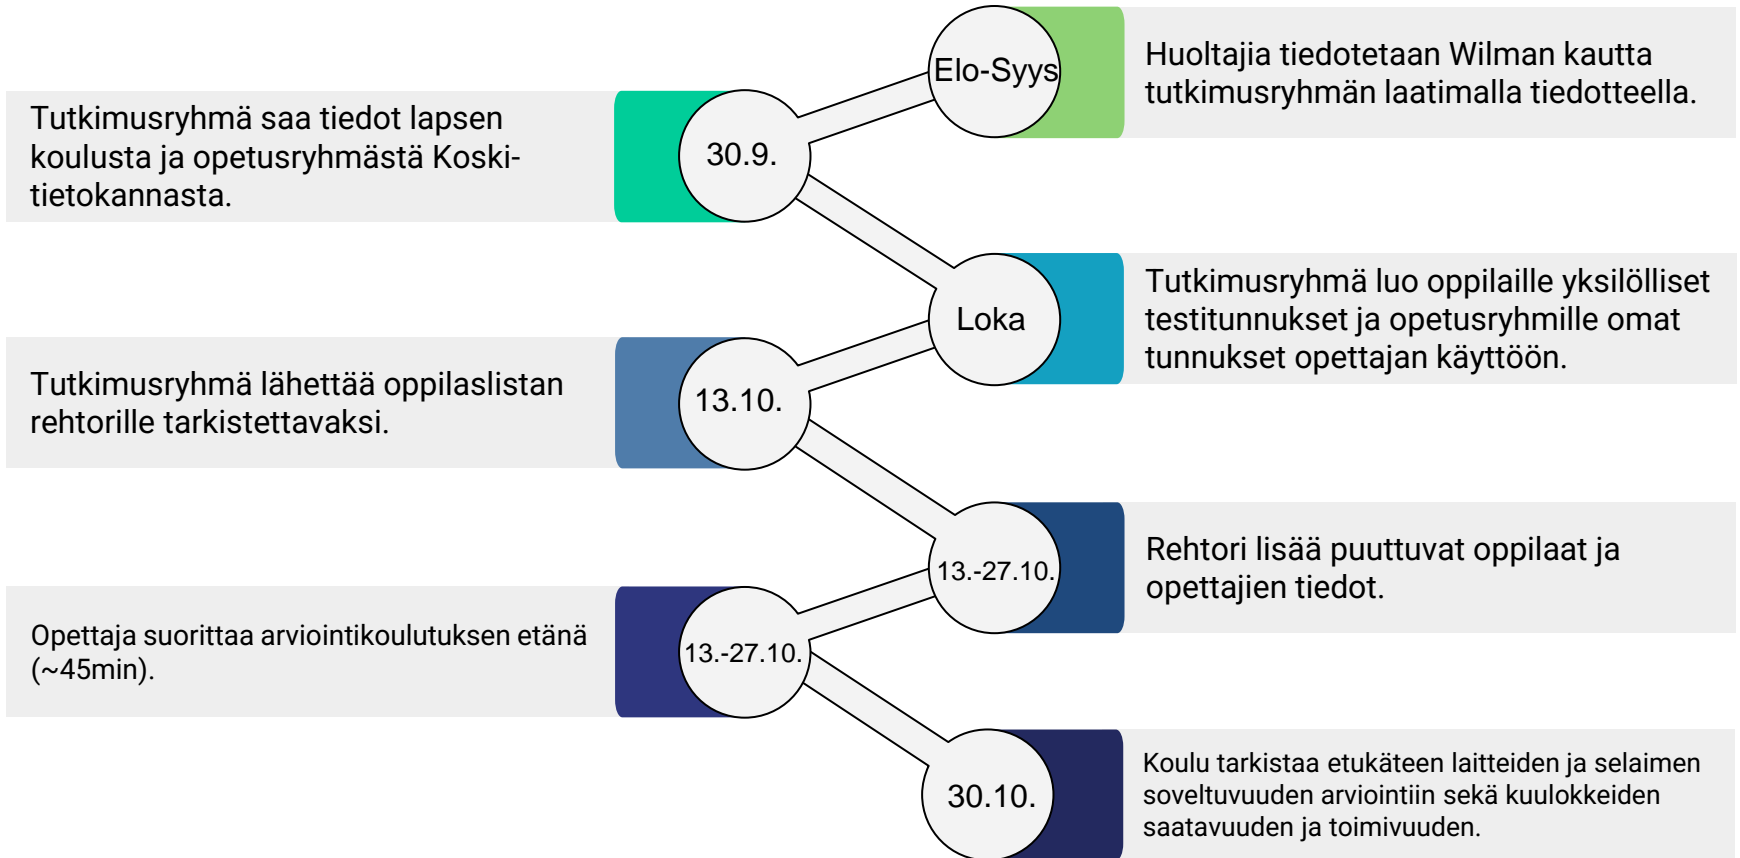 Elo-Syys
Huoltajia tiedotetaan Wilman kautta
tutkimusryhmän laatimalla tiedotteella.
Tutkimusryhmä saa tiedot lapsen
koulusta ja opetusryhmästä Koski-
tietokannasta.
30.9.
Loka
Tutkimusryhmä luo oppilaille yksilölliset
testitunnukset ja opetusryhmille omat
tunnukset opettajan käyttöön.
Tutkimusryhmä lähettää oppilaslistan
rehtorille tarkistettavaksi.
13.10.
13.-27.10.
Rehtori lisää puuttuvat oppilaat ja
opettajien tiedot.
Opettaja suorittaa arviointikoulutuksen etänä
(~45min).
13.-27.10.
30.10.
Koulu tarkistaa etukäteen laitteiden ja selaimen
soveltuvuuden arviointiin sekä kuulokkeiden
saatavuuden ja toimivuuden.